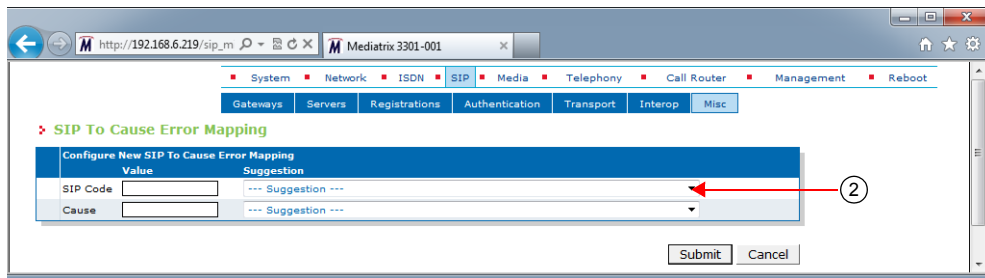 http://192.168.6.219/sip_m
Mediatrix 3301-001
System Network ISDN SIP Media Telephony Call Router Management Reboot
Gateways Servers Registrations Authentication Transport Interop Misc
SIP To Cause Error Mapping
Configure New SIP To Cause Error Mapping
Value Suggestion
SIP Code --- Suggestion ---
2
Cause --- Suggestion ---
Submit Cancel